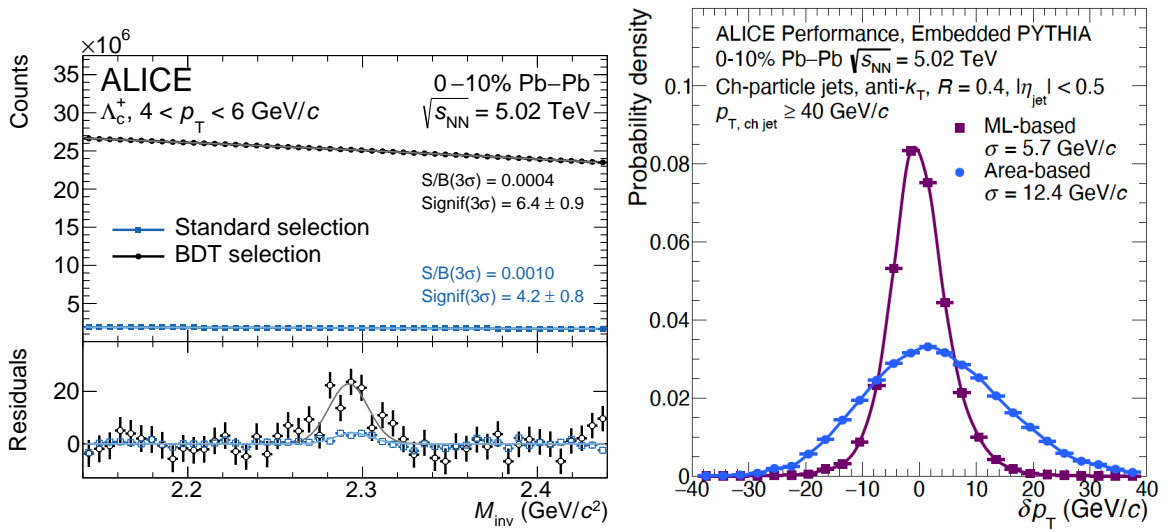 ×10⁶
Counts
35
30
25
20
15
10
5
ALICE
0−10% Pb−Pb
Λc⁺, 4 < pT < 6 GeV/c
√sNN = 5.02 TeV
S/B(3σ) = 0.0004
Signif(3σ) = 6.4 ± 0.9
Standard selection
BDT selection
S/B(3σ) = 0.0010
Signif(3σ) = 4.2 ± 0.8
Residuals
20
0
2.2
2.3
2.4
Minv (GeV/c²)
Probability density
0.1
0.08
0.06
0.04
0.02
0
ALICE Performance, Embedded PYTHIA
0-10% Pb−Pb √sNN = 5.02 TeV
Ch-particle jets, anti-kT, R = 0.4, |ηjet| < 0.5
pT, ch jet ≥ 40 GeV/c
ML-based
σ = 5.7 GeV/c
Area-based
σ = 12.4 GeV/c
−40
−30
−20
−10
0
10
20
30
40
δpT (GeV/c)